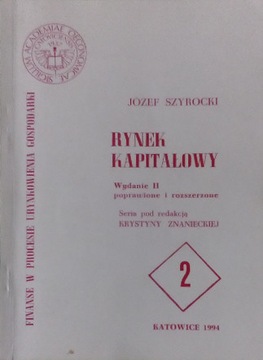 JÓZEF SZYROCKI
RYNEK
KAPITAŁOWY
Wydanie II
poprawione i rozszerzone
Seria pod redakcją
KRYSTYNY ZNANIECKIEJ
2
KATOWICE 1994
FINANSE W PROCESIE URYNKOWIENIA GOSPODARKI